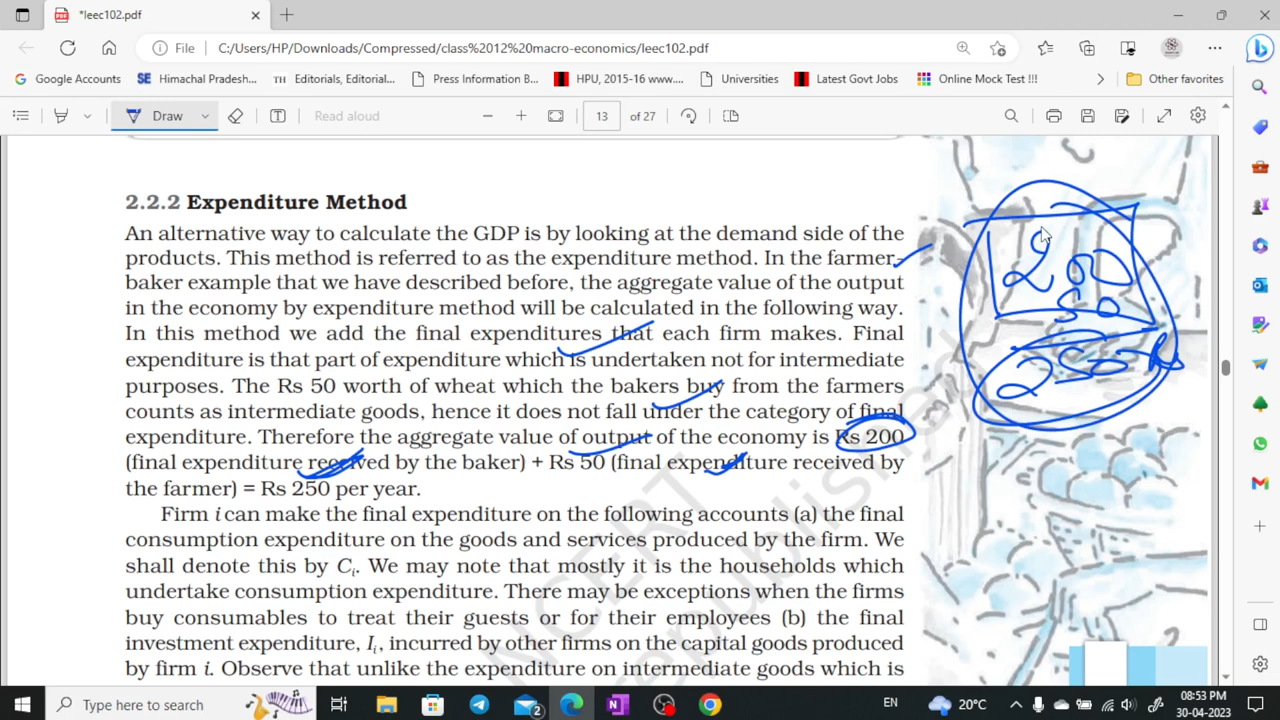 *leec102.pdf
File C:/Users/HP/Downloads/Compressed/class%2012%20macro-economics/leec102.pdf
Google Accounts SE Himachal Pradesh... TH Editorials, Editorial... Press Information B... HPU, 2015-16 www.... Universities Latest Govt Jobs Online Mock Test !!! Other favorites
Draw Read aloud 13 of 27
2.2.2 Expenditure Method
An alternative way to calculate the GDP is by looking at the demand side of the
products. This method is referred to as the expenditure method. In the farmer-
baker example that we have described before, the aggregate value of the output
in the economy by expenditure method will be calculated in the following way.
In this method we add the final expenditures that each firm makes. Final
expenditure is that part of expenditure which is undertaken not for intermediate
purposes. The Rs 50 worth of wheat which the bakers buy from the farmers
counts as intermediate goods, hence it does not fall under the category of final
expenditure. Therefore the aggregate value of output of the economy is Rs 200
(final expenditure received by the baker) + Rs 50 (final expenditure received by
the farmer) = Rs 250 per year.
Firm i can make the final expenditure on the following accounts (a) the final
consumption expenditure on the goods and services produced by the firm. We
shall denote this by Ci. We may note that mostly it is the households which
undertake consumption expenditure. There may be exceptions when the firms
buy consumables to treat their guests or for their employees (b) the final
investment expenditure, Ii, incurred by other firms on the capital goods produced
by firm i. Observe that unlike the expenditure on intermediate goods which is
200
50
250 Rs
Type here to search
2
20°C
EN
08:53 PM
30-04-2023